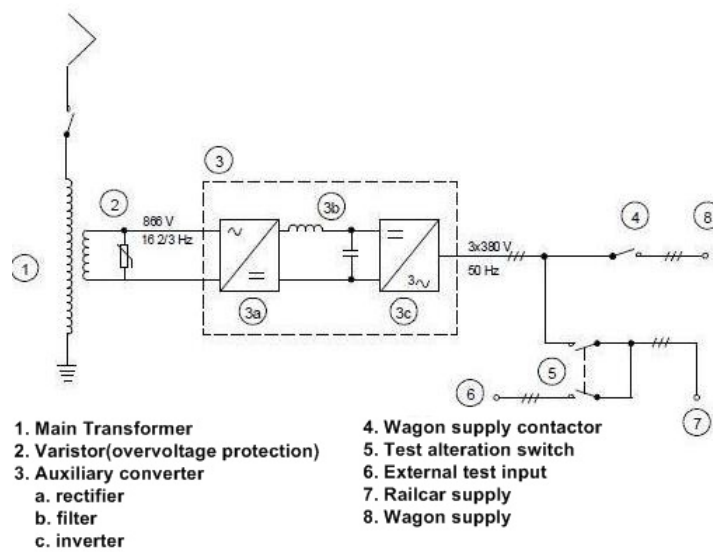 3
2
866 V
16 2/3 Hz
3b
4
8
1
3a
3
3c
3x380 V
50 Hz
5
6
7
1. Main Transformer
2. Varistor(overvoltage protection)
3. Auxiliary converter
a. rectifier
b. filter
c. inverter
4. Wagon supply contactor
5. Test alteration switch
6. External test input
7. Railcar supply
8. Wagon supply